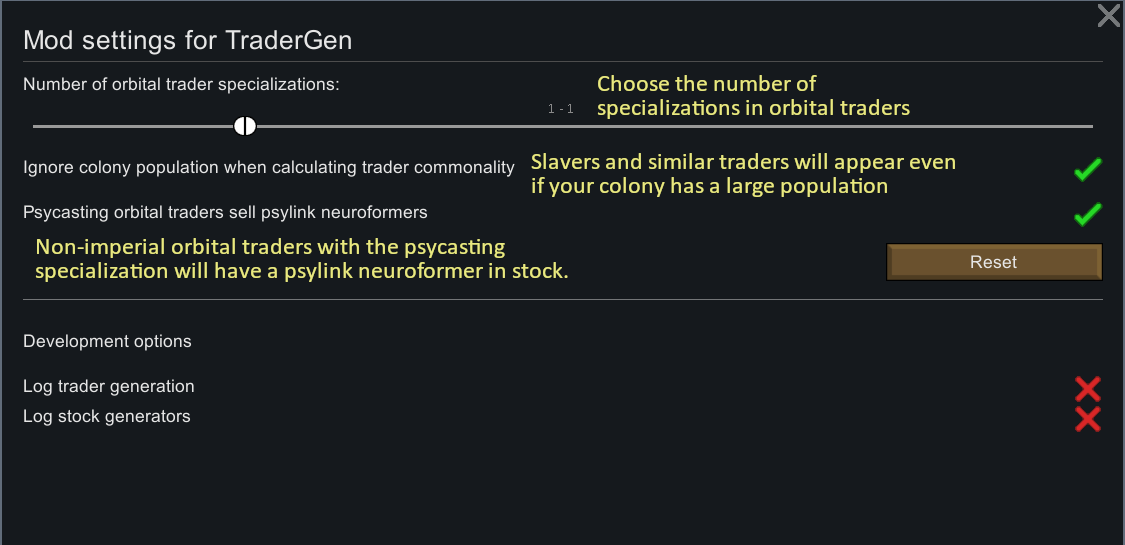 Mod settings for TraderGen
Number of orbital trader specializations:
Choose the number of
specializations in orbital traders
1 - 1
Ignore colony population when calculating trader commonality
Slavers and similar traders will appear even
if your colony has a large population
Psycasting orbital traders sell psylink neuroformers
Non-imperial orbital traders with the psycasting
specialization will have a psylink neuroformer in stock.
Reset
Development options
Log trader generation
Log stock generators